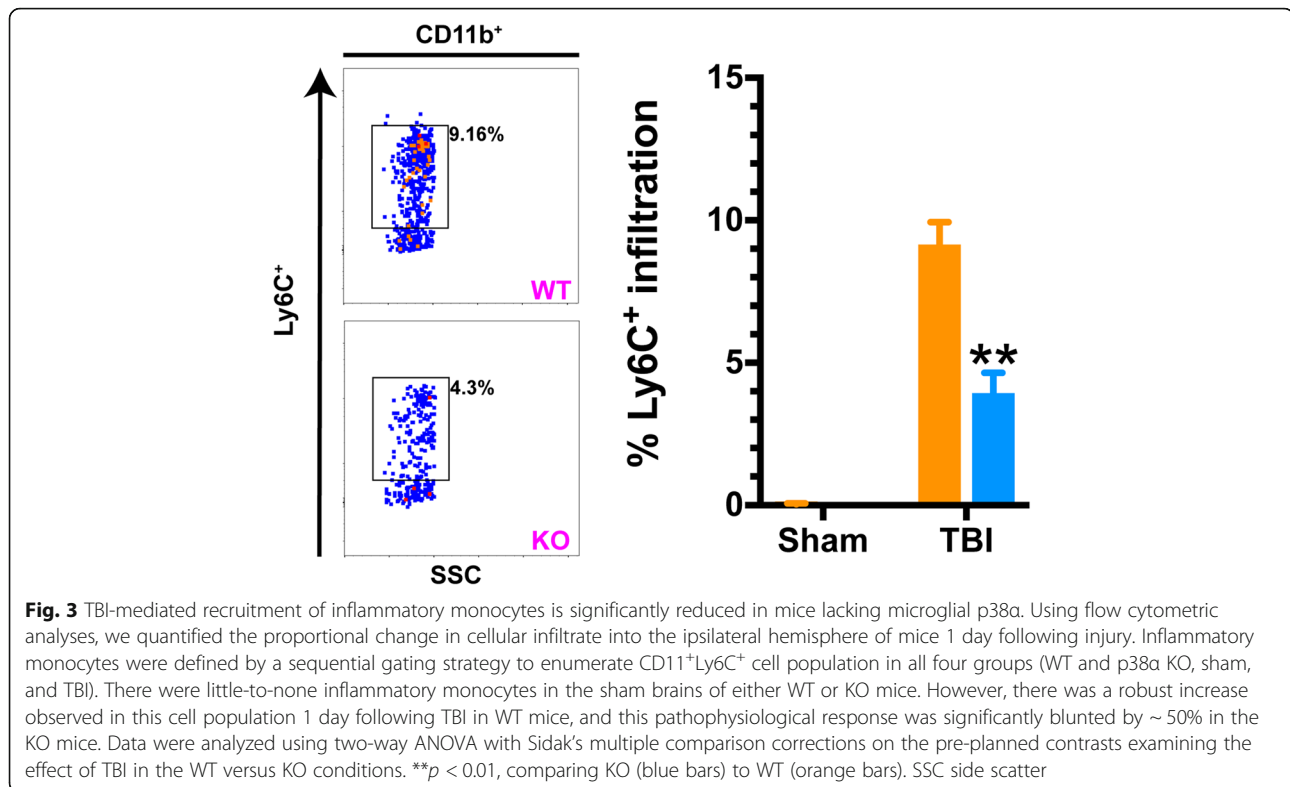 CD11b+
9.16%
WT
Ly6C+
4.3%
KO
SSC
% Ly6C+ infiltration
15
10
5
0
**
Sham TBI
Fig. 3 TBI-mediated recruitment of inflammatory monocytes is significantly reduced in mice lacking microglial p38α. Using flow cytometric
analyses, we quantified the proportional change in cellular infiltrate into the ipsilateral hemisphere of mice 1 day following injury. Inflammatory
monocytes were defined by a sequential gating strategy to enumerate CD11⁺Ly6C⁺ cell population in all four groups (WT and p38α KO, sham,
and TBI). There were little-to-none inflammatory monocytes in the sham brains of either WT or KO mice. However, there was a robust increase
observed in this cell population 1 day following TBI in WT mice, and this pathophysiological response was significantly blunted by ~ 50% in the
KO mice. Data were analyzed using two-way ANOVA with Sidak's multiple comparison corrections on the pre-planned contrasts examining the
effect of TBI in the WT versus KO conditions. **p < 0.01, comparing KO (blue bars) to WT (orange bars). SSC side scatter